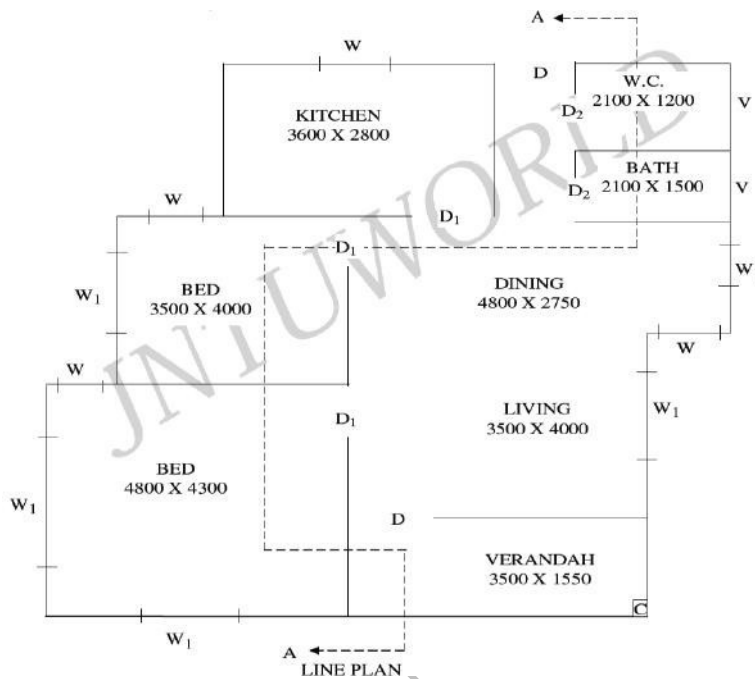 A
W
D
W.C.
2100 X 1200
V
D2
KITCHEN
3600 X 2800
BATH
2100 X 1500
V
D2
W
D1
D1
W
BED
3500 X 4000
W1
DINING
4800 X 2750
W
W
LIVING
3500 X 4000
W1
D1
BED
4800 X 4300
W1
D
VERANDAH
3500 X 1550
C
W1
A
LINE PLAN
JNTUWORLD